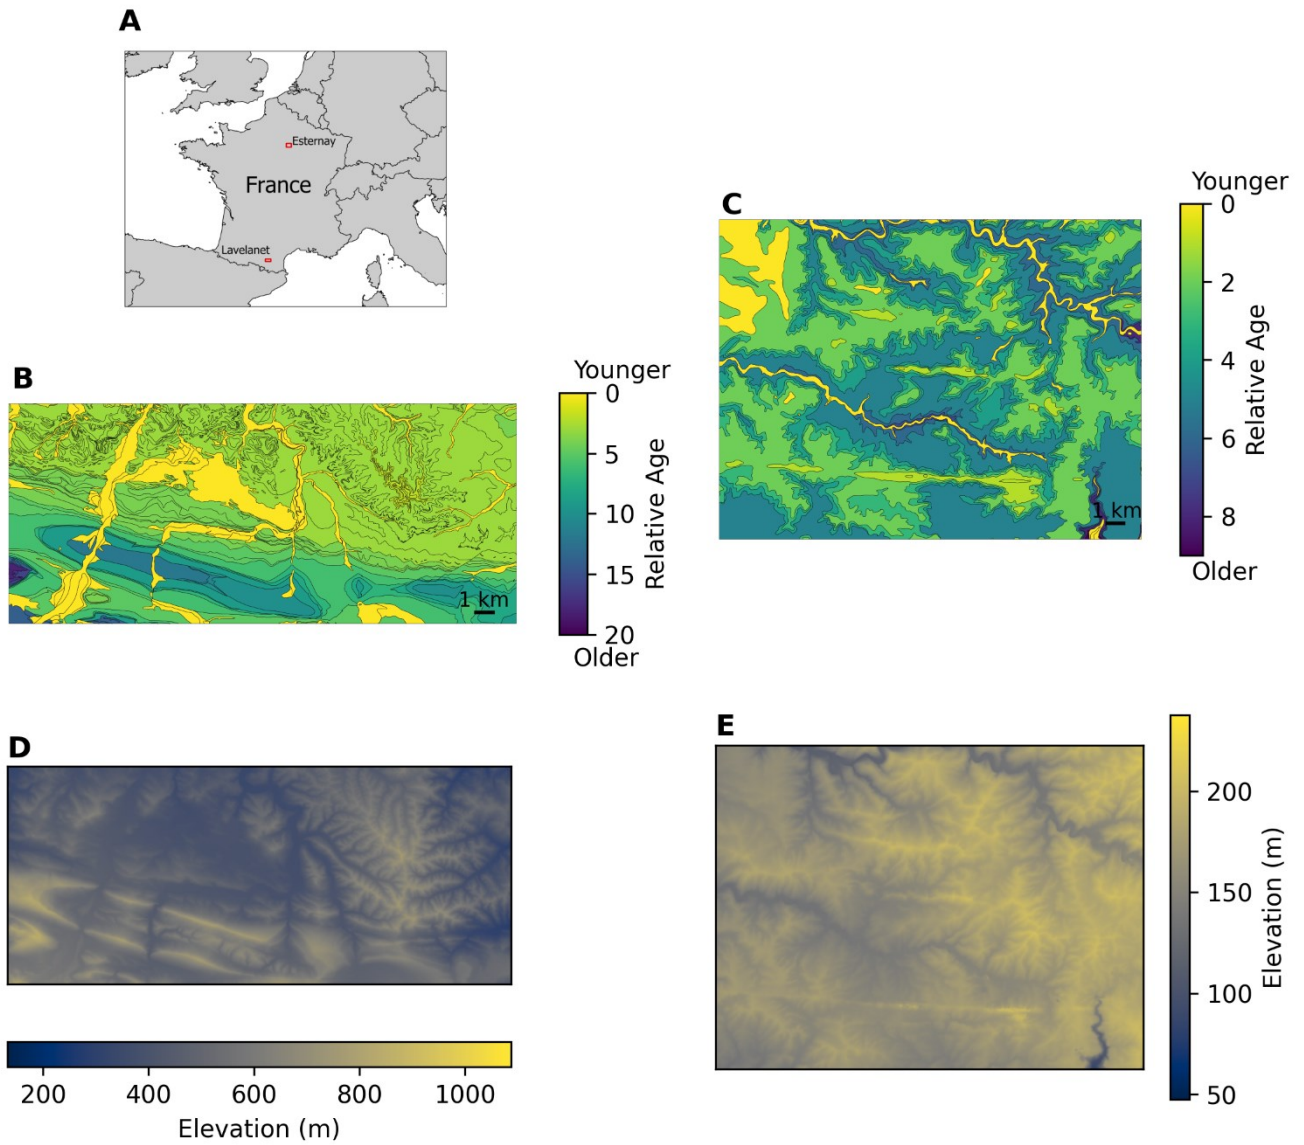 A
Esternay
France
Lavelanet
B
1 km
Younger
0
5
10
15
20
Older
Relative Age
C
1 km
Younger
0
2
4
6
8
Older
Relative Age
D
200 400 600 800 1000
Elevation (m)
E
200
150
100
50
Elevation (m)